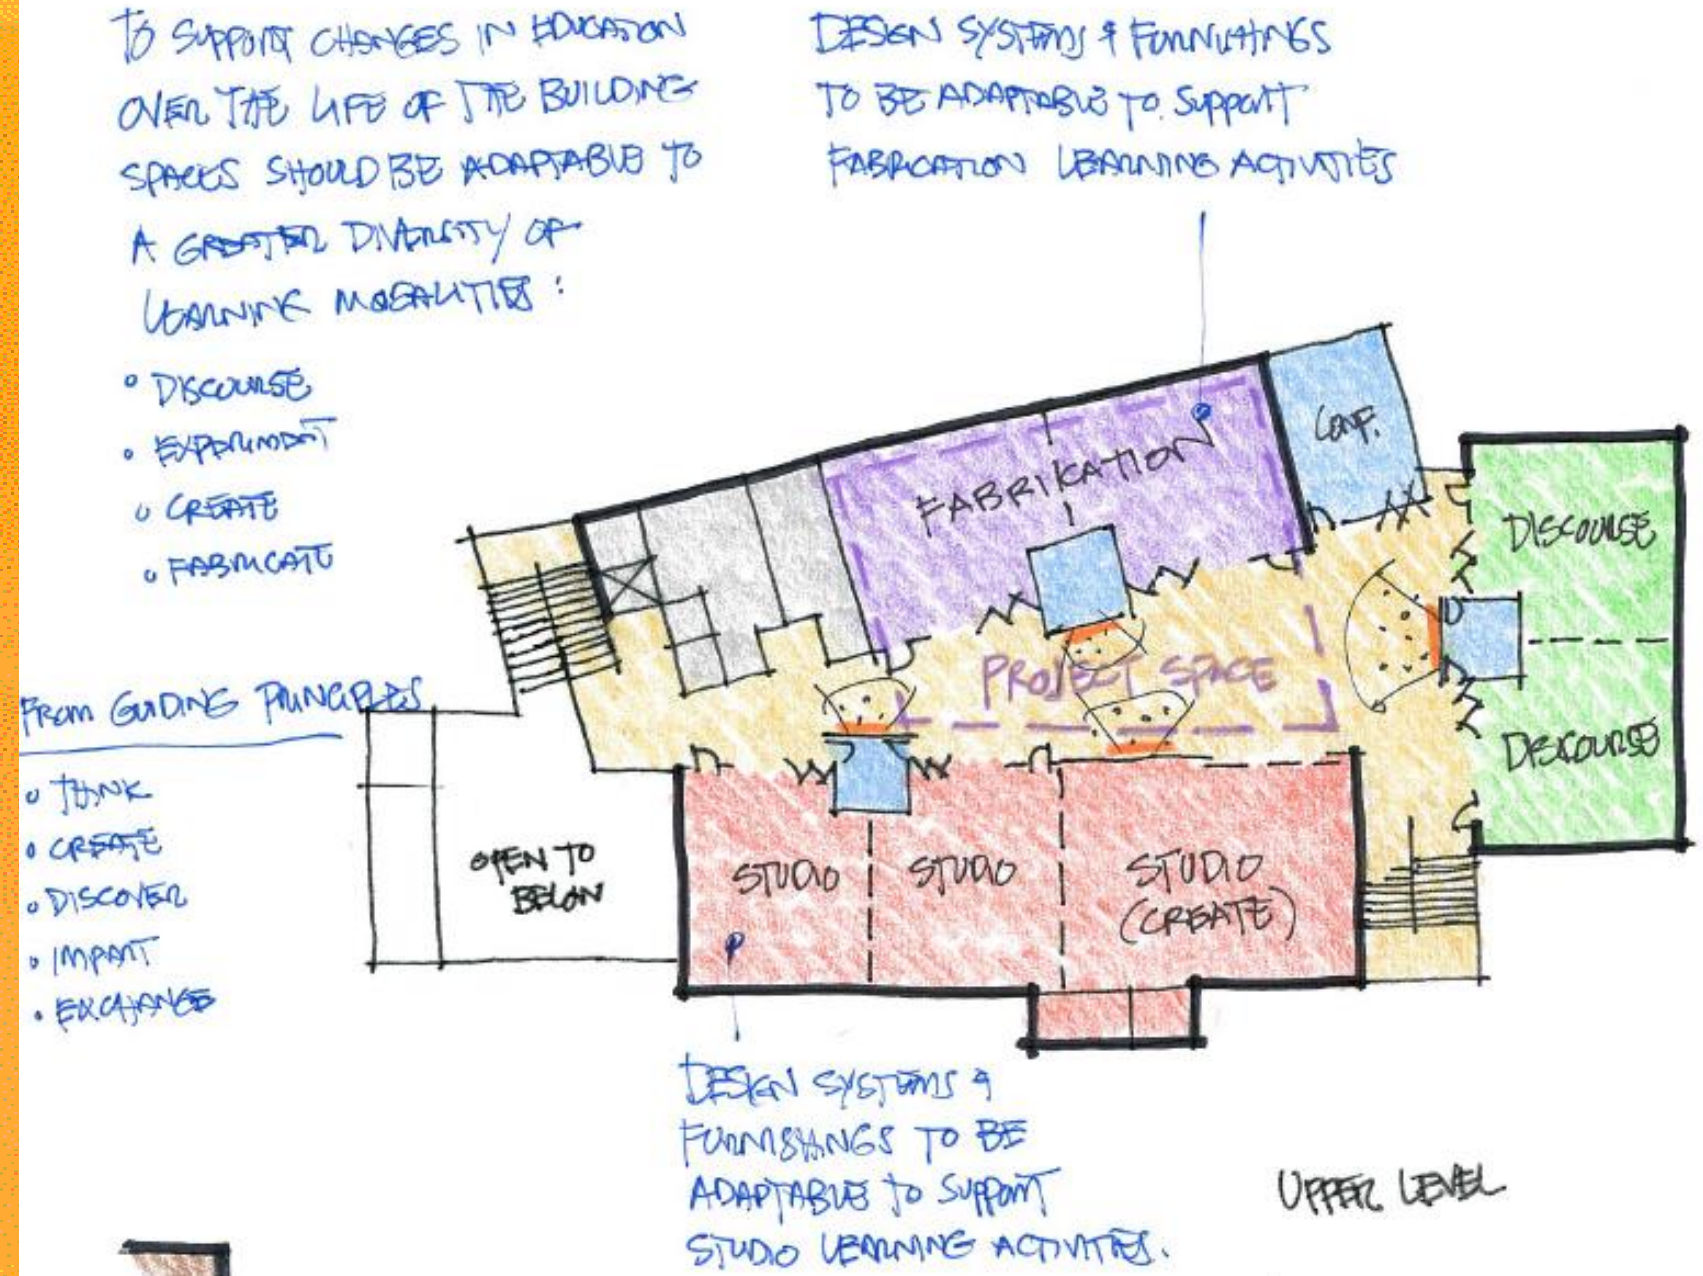 TO SUPPORT CHANGES IN EDUCATION
OVER THE LIFE OF THE BUILDING
SPACES SHOULD BE ADAPTABLE TO
A GREATER DIVERSITY OF
LEARNING MODALITIES:
• DISCOURSE
• EXPERIMENT
• CREATE
• FABRICATE
DESIGN SYSTEMS & FURNISHINGS
TO BE ADAPTABLE TO SUPPORT
FABRICATION LEARNING ACTIVITIES
FROM GUIDING PRINCIPLES
• THINK
• CREATE
• DISCOVER
• IMPART
• EXCHANGE
CONF.
FABRIKATION
DISCOURSE
PROJECT SPACE
DISCOURSE
OPEN TO
BELOW
STUDIO
STUDIO
STUDIO
(CREATE)
DESIGN SYSTEMS &
FURNISHINGS TO BE
ADAPTABLE TO SUPPORT
STUDIO LEARNING ACTIVITIES.
UPPER LEVEL